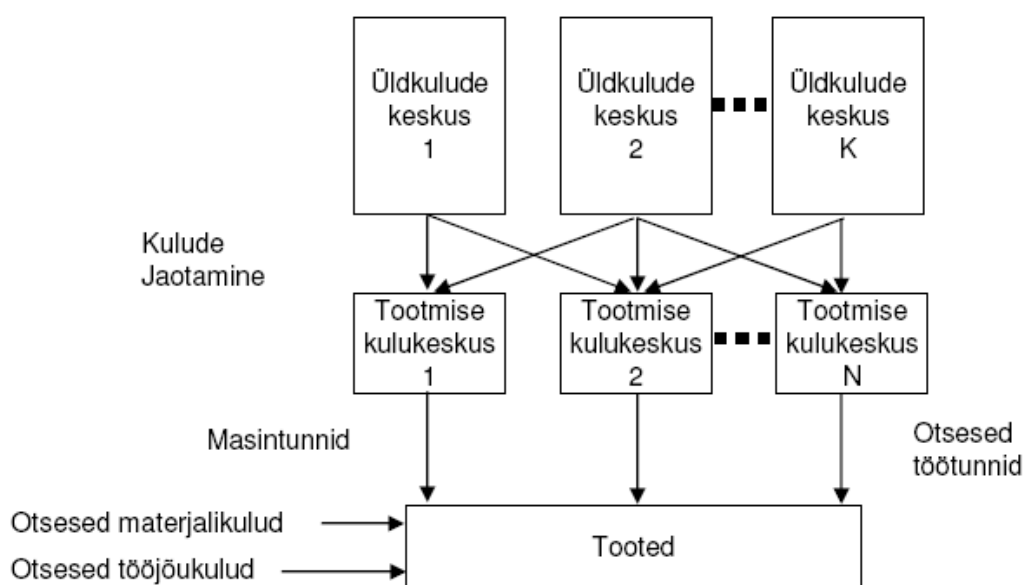 Üldkulude
keskus
1
Üldkulude
keskus
2
Üldkulude
keskus
K
Kulude
Jaotamine
Tootmise
kulukeskus
1
Tootmise
kulukeskus
2
Tootmise
kulukeskus
N
Masintunnid
Otsesed
töötunnid
Otsesed materjalikulud
Otsesed tööjõukulud
Tooted